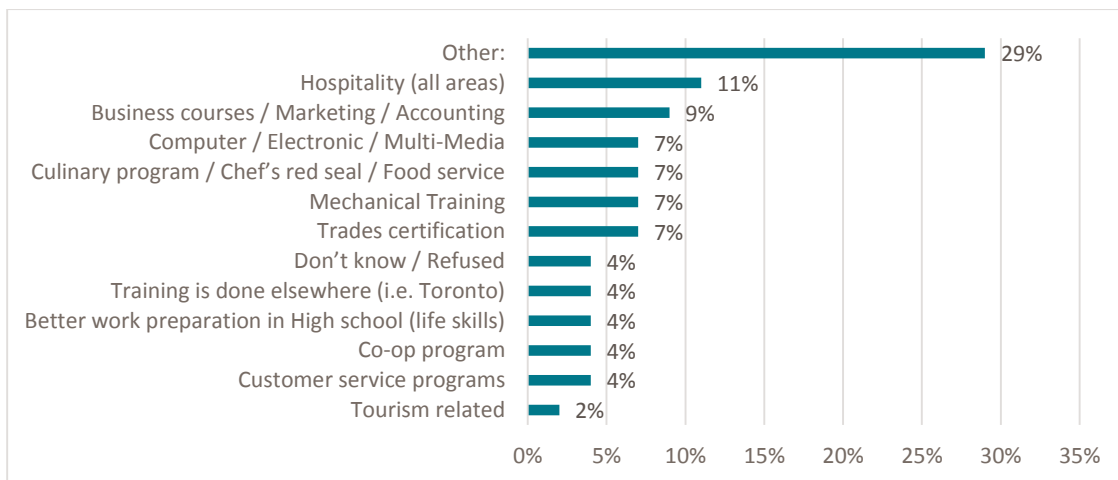 Other: 29%
Hospitality (all areas) 11%
Business courses / Marketing / Accounting 9%
Computer / Electronic / Multi-Media 7%
Culinary program / Chef’s red seal / Food service 7%
Mechanical Training 7%
Trades certification 7%
Don’t know / Refused 4%
Training is done elsewhere (i.e. Toronto) 4%
Better work preparation in High school (life skills) 4%
Co-op program 4%
Customer service programs 4%
Tourism related 2%
0% 5% 10% 15% 20% 25% 30% 35%